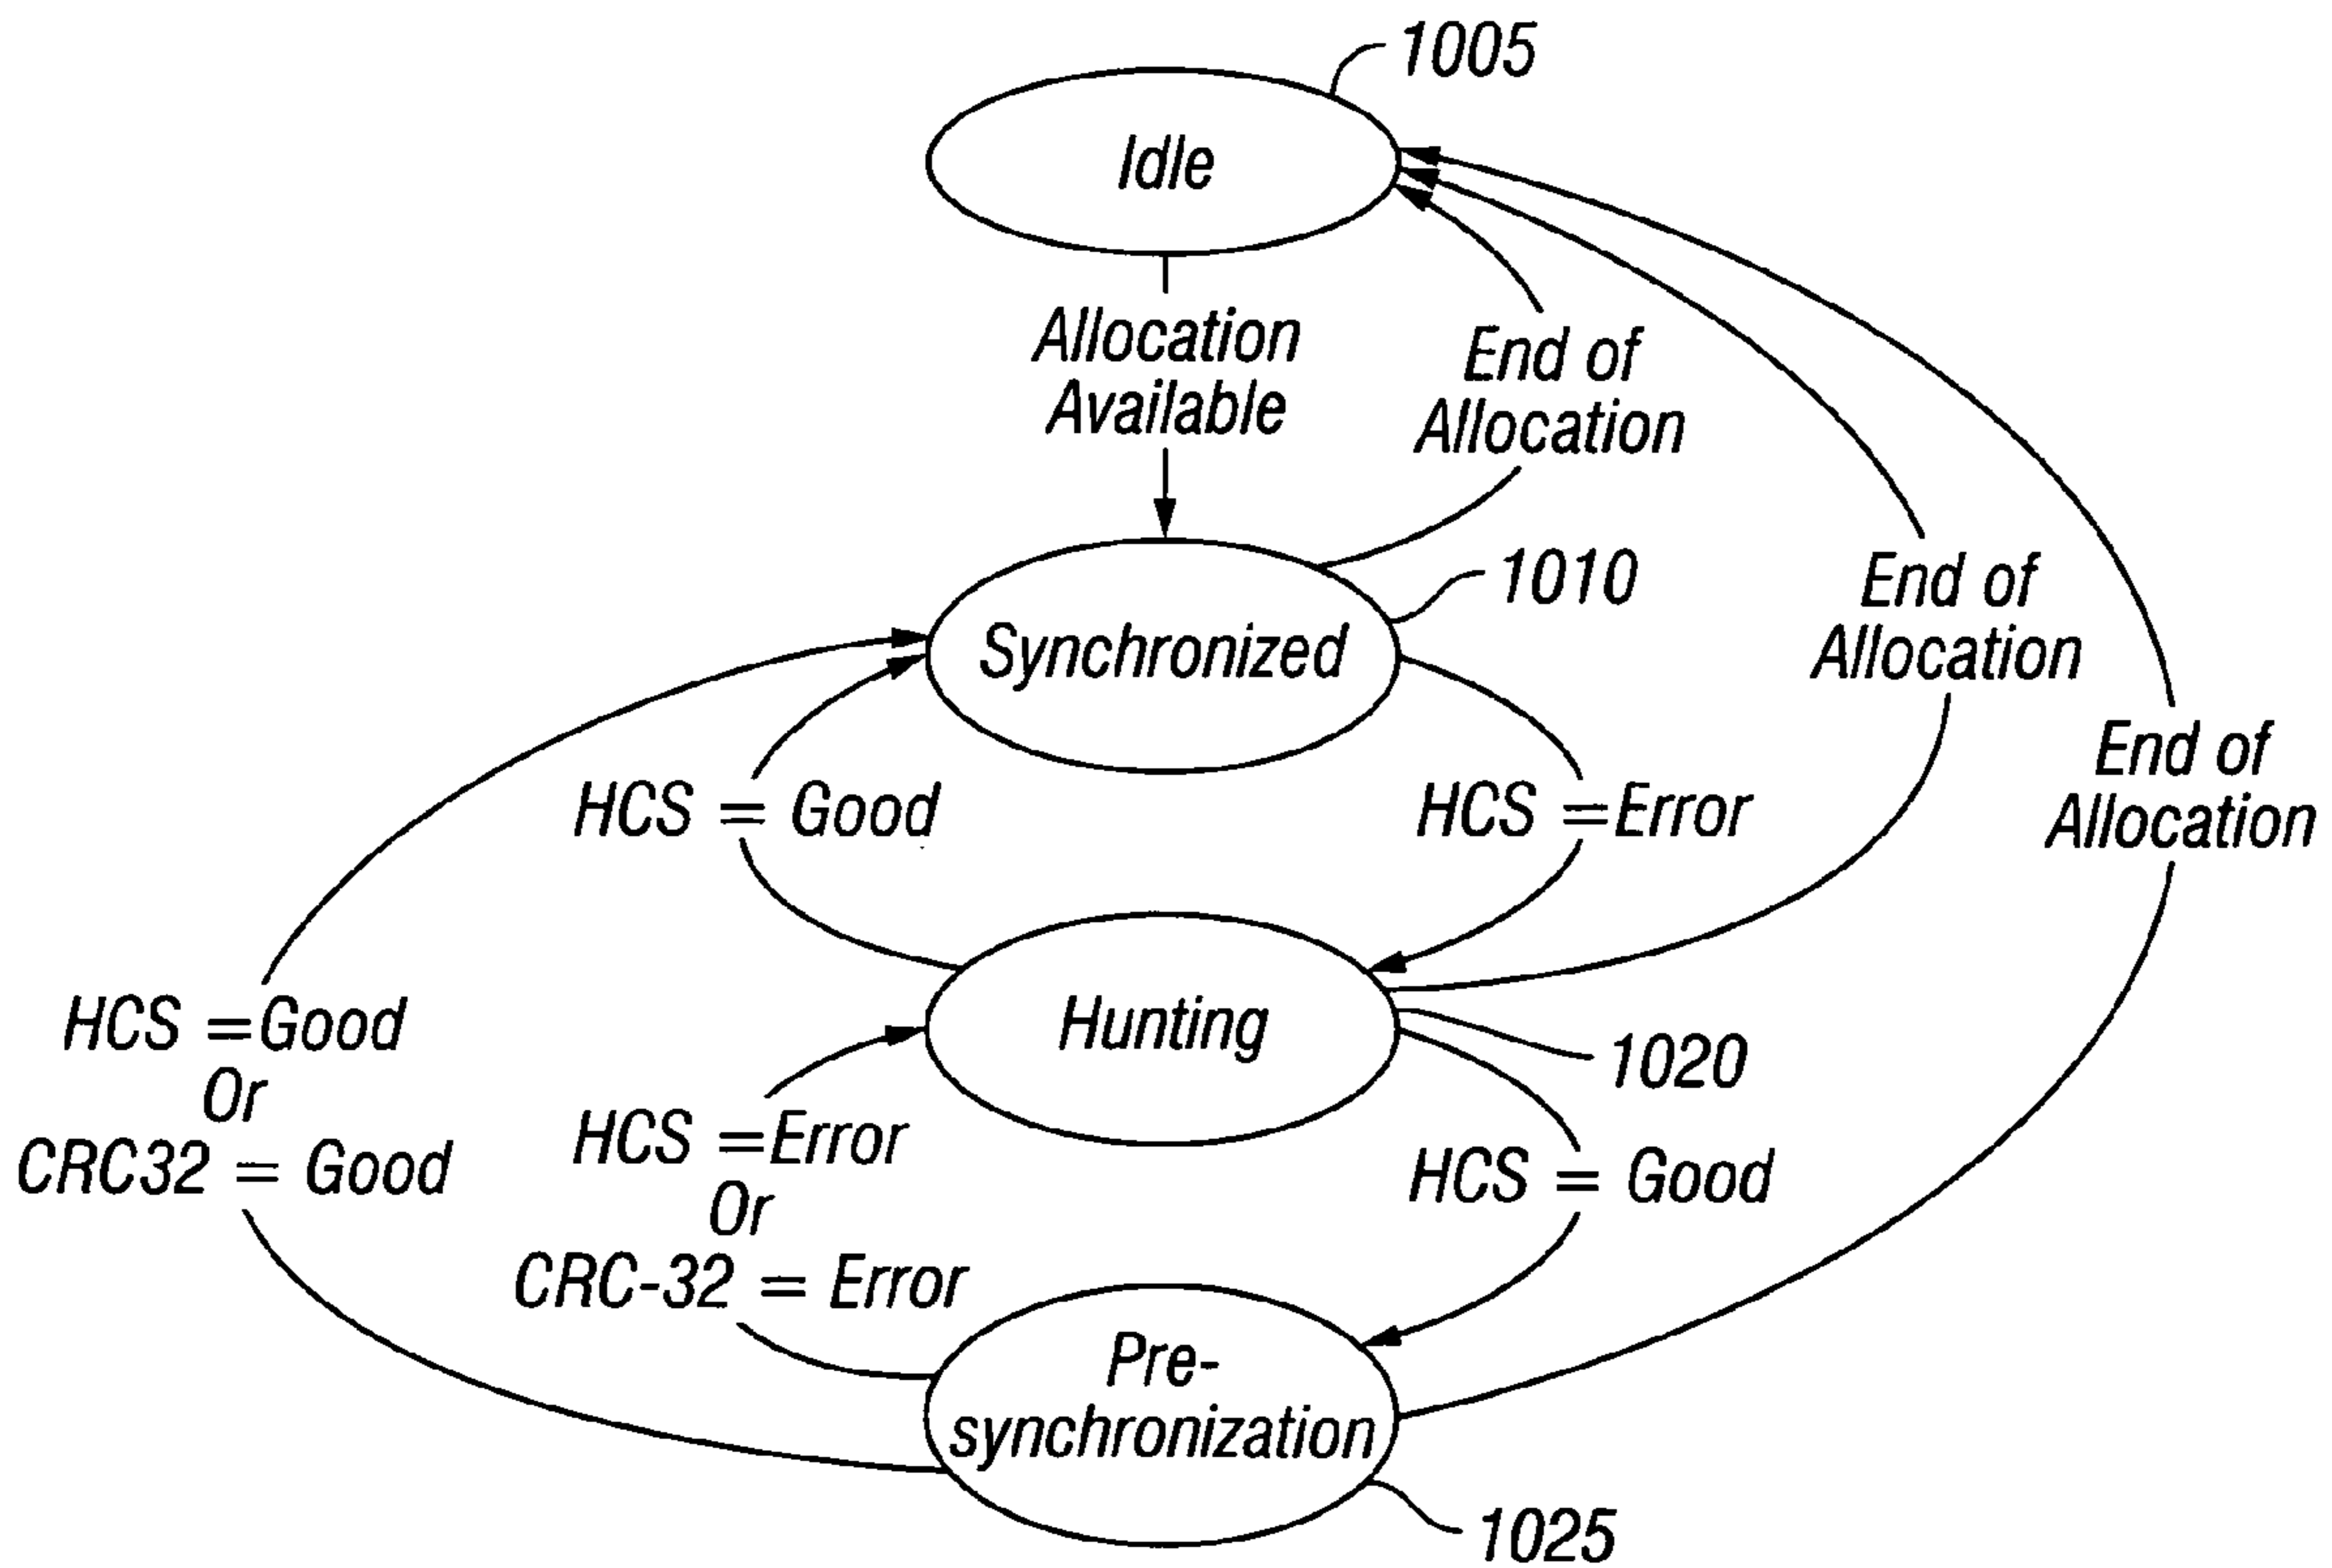 1005
Idle
Allocation
Available
End of
Allocation
1010
Synchronized
End of
Allocation
End of
Allocation
HCS = Good
HCS =Error
Hunting
1020
HCS =Good
Or
CRC32 = Good
HCS =Error
Or
CRC-32 = Error
HCS = Good
Pre-
synchronization
1025